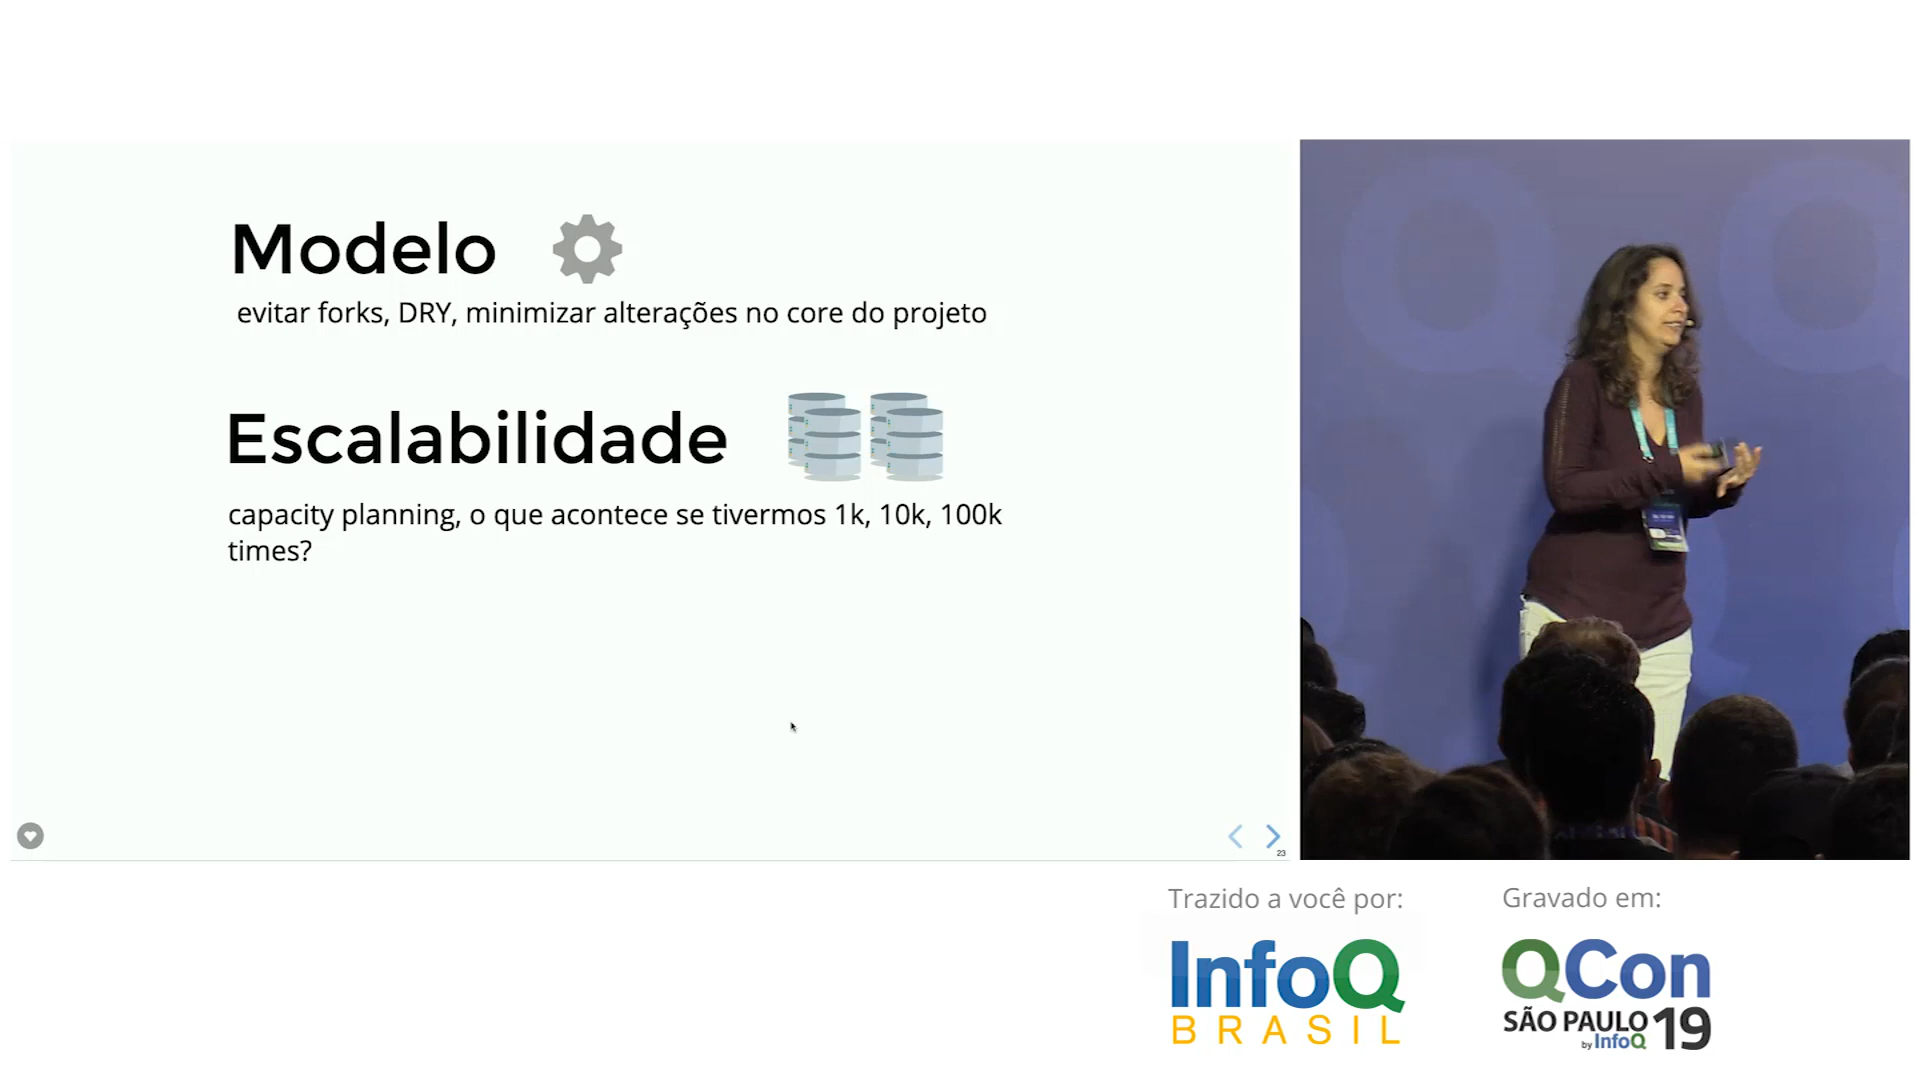 Modelo
evitar forks, DRY, minimizar alterações no core do projeto
Escalabilidade
capacity planning, o que acontece se tivermos 1k, 10k, 100k
times?
23
Trazido a você por:
InfoQ
BRASIL
Gravado em:
QCon
SÃO PAULO 19
by InfoQ